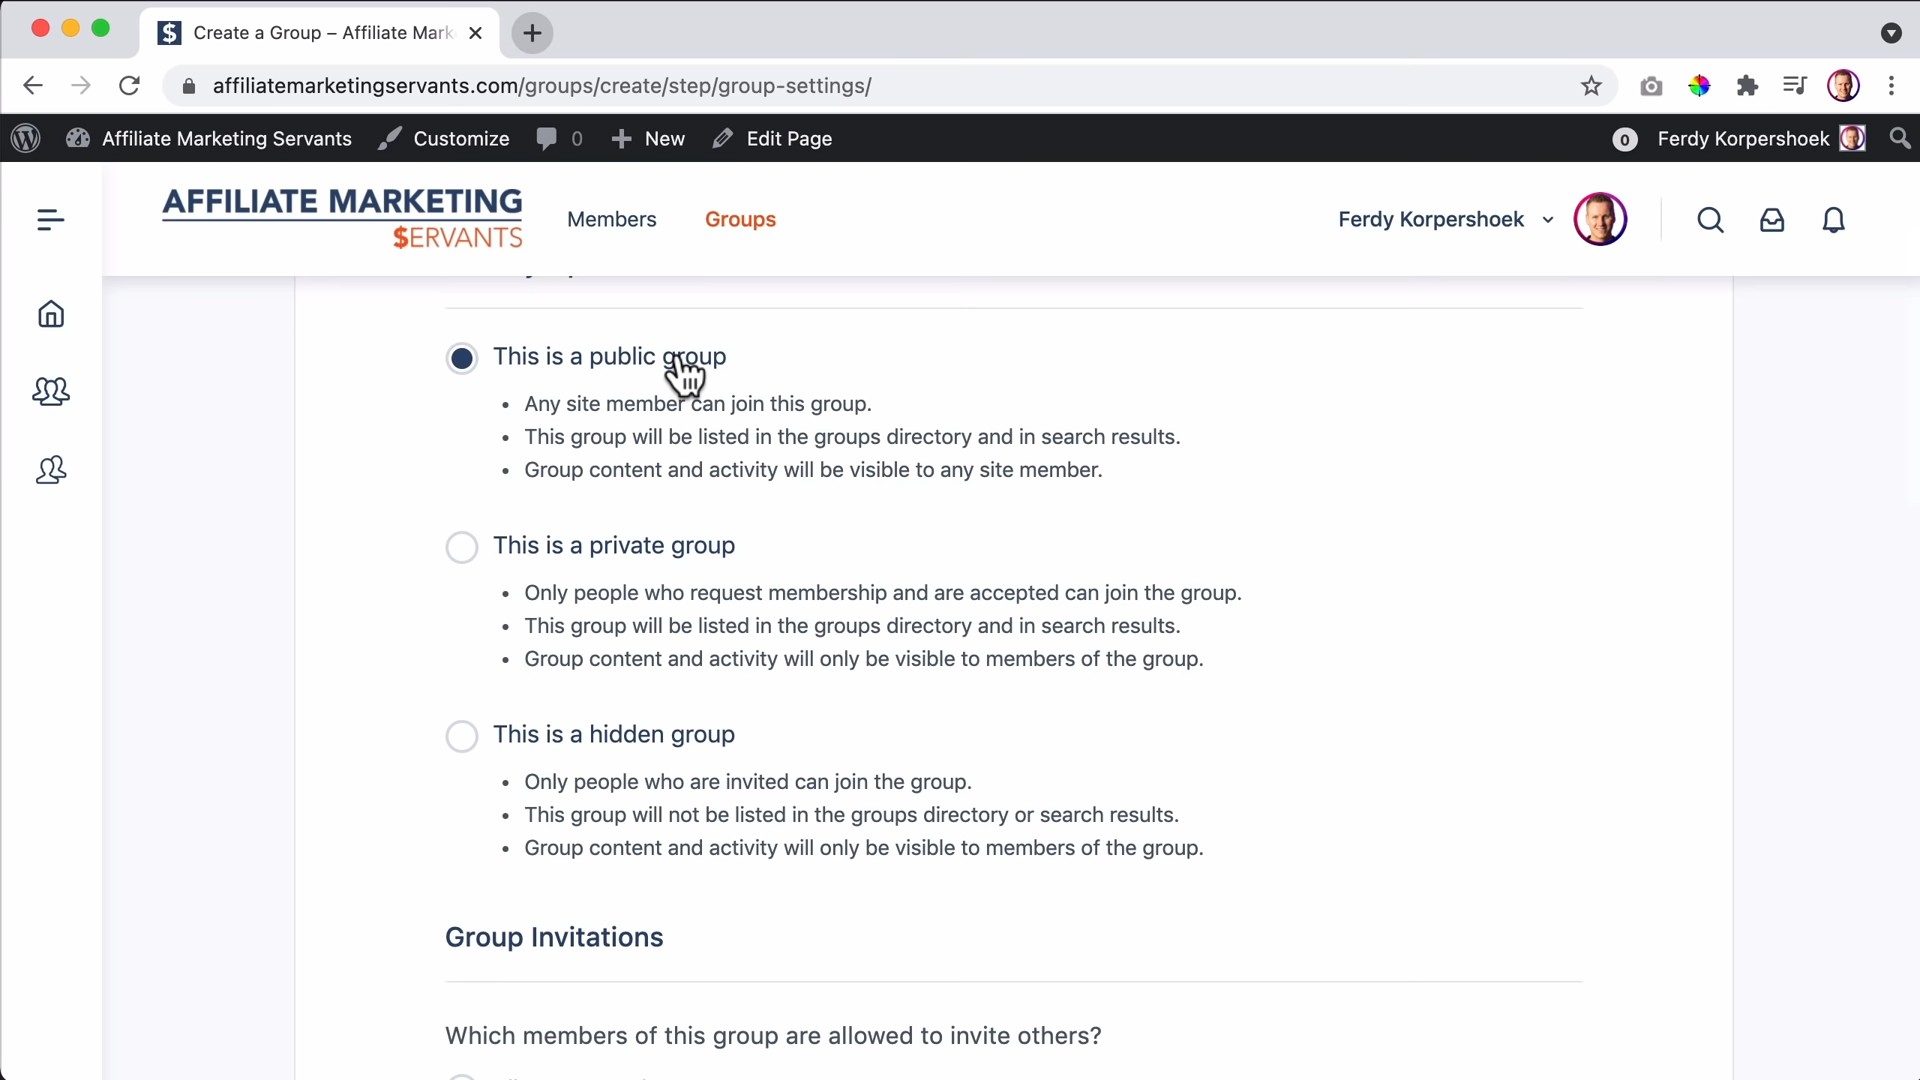 Create a Group – Affiliate Mark
affiliatemarketingservants.com/groups/create/step/group-settings/
Affiliate Marketing Servants
Customize
0
New
Edit Page
0
Ferdy Korpershoek
AFFILIATE MARKETING
$ERVANTS
Members
Groups
Ferdy Korpershoek
This is a public group
• Any site member can join this group.
• This group will be listed in the groups directory and in search results.
• Group content and activity will be visible to any site member.
This is a private group
• Only people who request membership and are accepted can join the group.
• This group will be listed in the groups directory and in search results.
• Group content and activity will only be visible to members of the group.
This is a hidden group
• Only people who are invited can join the group.
• This group will not be listed in the groups directory or search results.
• Group content and activity will only be visible to members of the group.
Group Invitations
Which members of this group are allowed to invite others?